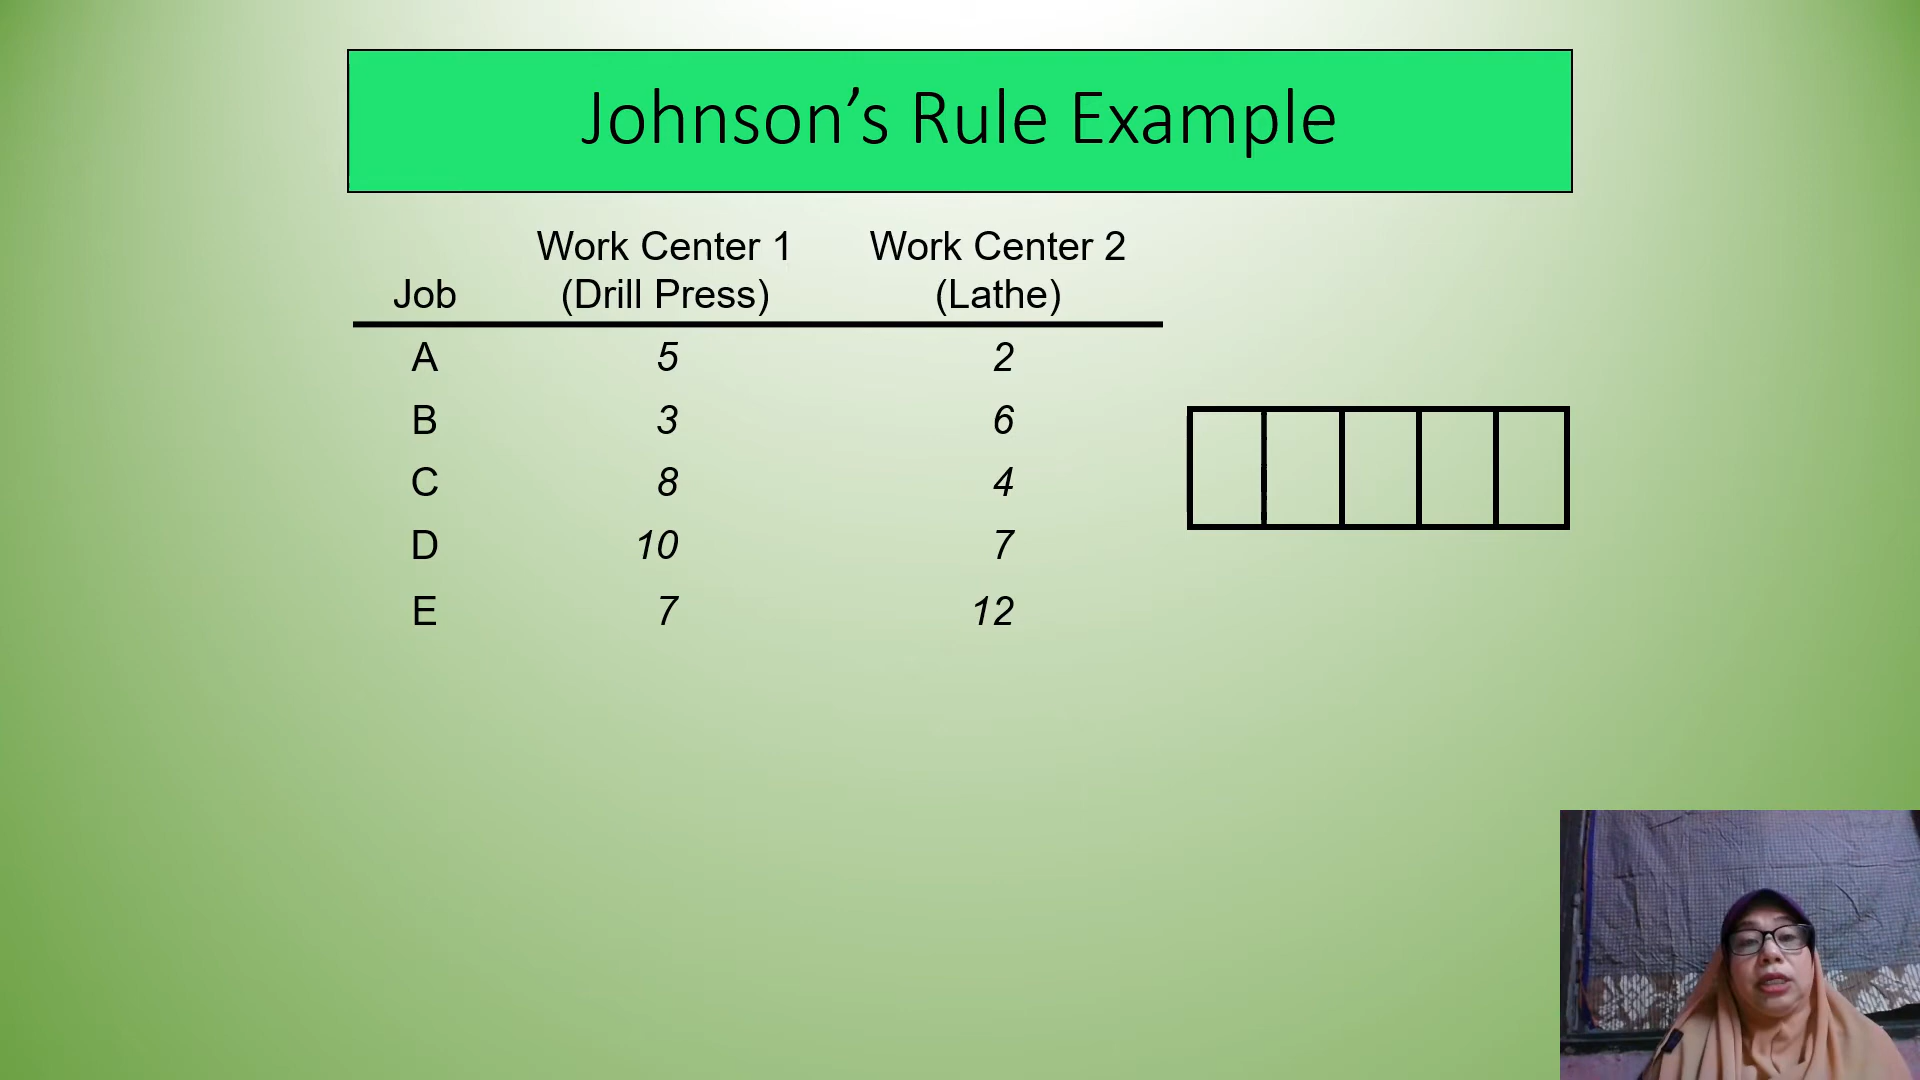 Johnson’s Rule Example
Work Center 1 Work Center 2
Job (Drill Press) (Lathe)
A 5 2
B 3 6
C 8 4
D 10 7
E 7 12